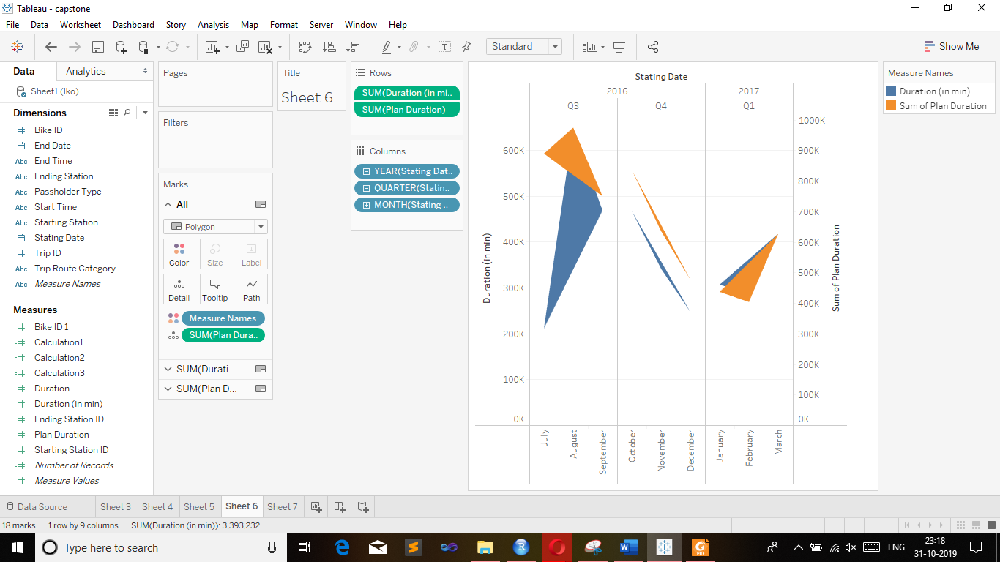 Tableau - capstone
File Data Worksheet Dashboard Story Analysis Map Format Server Window Help
Standard
Show Me
Data Analytics
Sheet1 (lko)
Dimensions
Bike ID
End Date
Abc End Time
Abc Ending Station
Abc Passholder Type
Abc Start Time
Abc Starting Station
Stating Date
Trip ID
Abc Trip Route Category
Abc Measure Names
Measures
Bike ID 1
Calculation1
Calculation2
Calculation3
Duration
Duration (in min)
Ending Station ID
Plan Duration
Starting Station ID
Number of Records
Measure Values
Pages
Filters
Marks
All
Polygon
Color Size Label
Detail Tooltip Path
Measure Names
SUM(Plan Dura..
SUM(Durati...
SUM(Plan D...
Title
Sheet 6
Rows
SUM(Duration (in mi..
SUM(Plan Duration)
Columns
YEAR(Stating Dat..
QUARTER(Statin..
MONTH(Stating ..
Stating Date
2016 2017
Q3 Q4 Q1
Duration (in min)
600K
500K
400K
300K
200K
100K
0K
1000K
900K
800K
700K
600K
500K
400K
300K
200K
100K
0K
Sum of Plan Duration
July August September October November December January February March
Measure Names
Duration (in min)
Sum of Plan Duration
Data Source Sheet 3 Sheet 4 Sheet 5 Sheet 6 Sheet 7
18 marks 1 row by 9 columns SUM(Duration (in min)): 3,393,232
Type here to search
ENG
23:18
31-10-2019